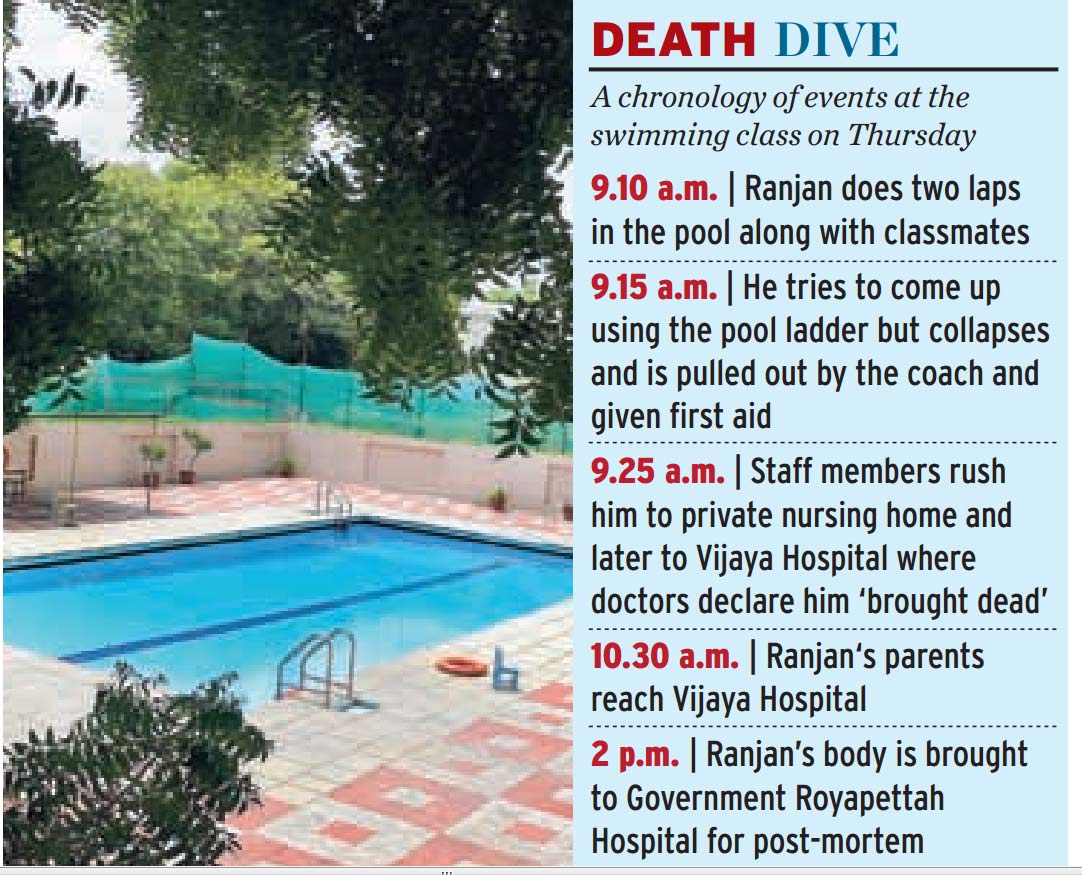 DEATH DIVE
A chronology of events at the
swimming class on Thursday
9.10 a.m. | Ranjan does two laps
in the pool along with classmates
9.15 a.m. | He tries to come up
using the pool ladder but collapses
and is pulled out by the coach and
given first aid
9.25 a.m. | Staff members rush
him to private nursing home and
later to Vijaya Hospital where
doctors declare him ‘brought dead’
10.30 a.m. | Ranjan‘s parents
reach Vijaya Hospital
2 p.m. | Ranjan’s body is brought
to Government Royapettah
Hospital for post-mortem